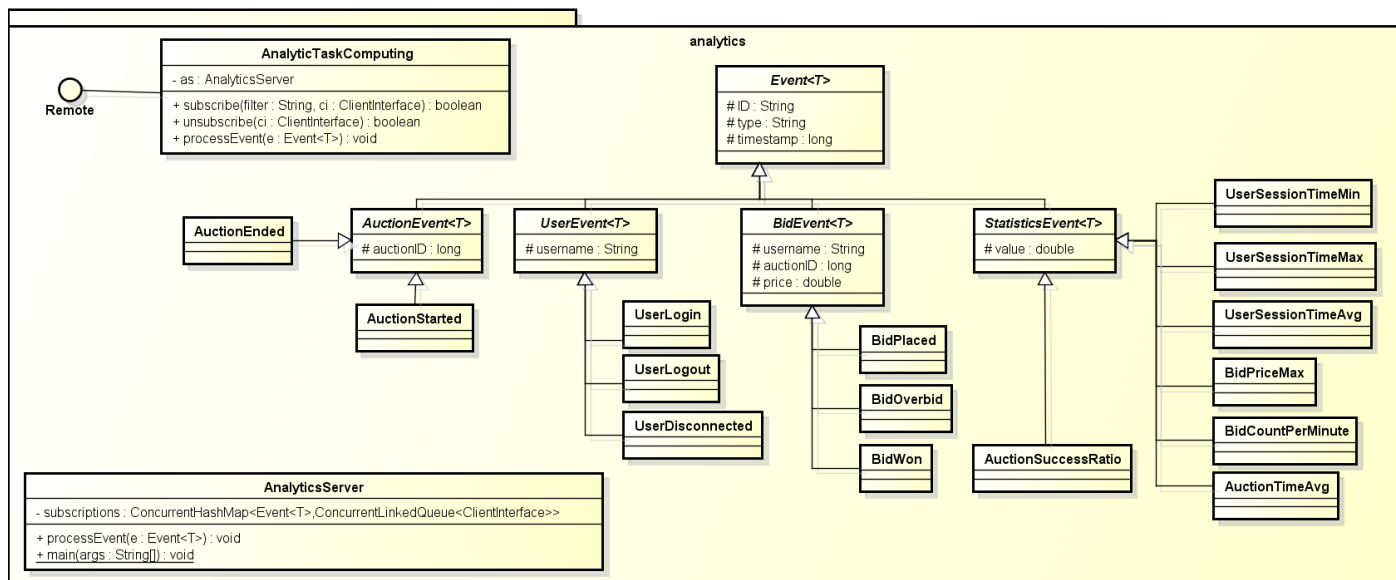 analytics
AnalyticTaskComputing
- as : AnalyticsServer
+ subscribe(filter : String, ci : ClientInterface) : boolean
+ unsubscribe(ci : ClientInterface) : boolean
+ processEvent(e : Event<T>) : void
Remote
Event<T>
# ID : String
# type : String
# timestamp : long
AuctionEnded
AuctionEvent<T>
# auctionID : long
AuctionStarted
UserEvent<T>
# username : String
UserLogin
UserLogout
UserDisconnected
BidEvent<T>
# username : String
# auctionID : long
# price : double
BidPlaced
BidOverbid
BidWon
StatisticsEvent<T>
# value : double
AuctionSuccessRatio
UserSessionTimeMin
UserSessionTimeMax
UserSessionTimeAvg
BidPriceMax
BidCountPerMinute
AuctionTimeAvg
AnalyticsServer
- subscriptions : ConcurrentHashMap<Event<T>,ConcurrentLinkedQueue<ClientInterface>>
+ processEvent(e : Event<T>) : void
+ main(args : String[]) : void